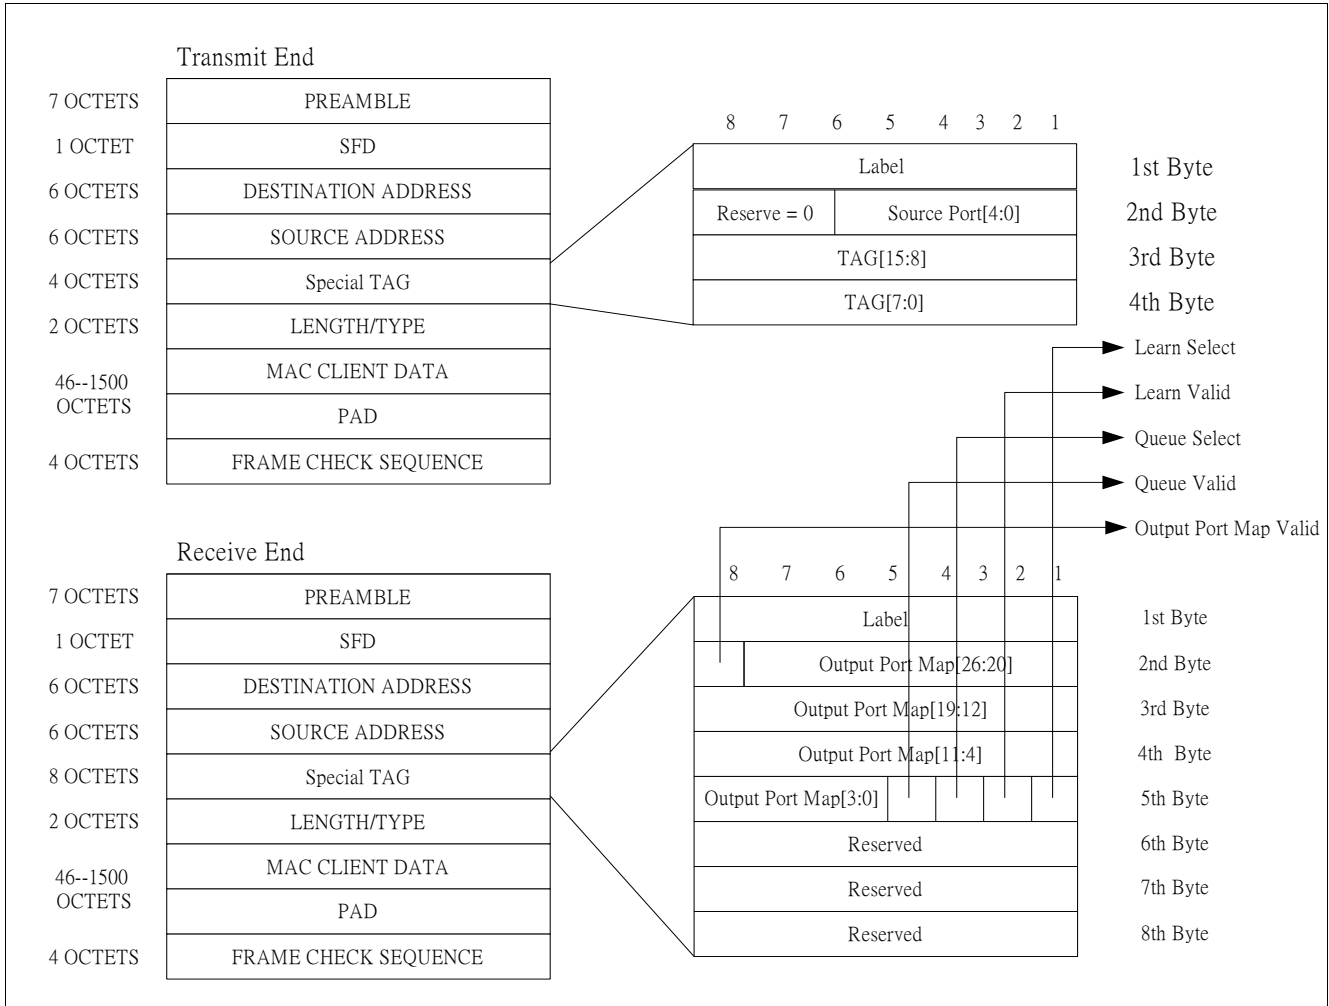 Transmit End
7 OCTETS PREAMBLE
1 OCTET SFD
6 OCTETS DESTINATION ADDRESS
6 OCTETS SOURCE ADDRESS
4 OCTETS Special TAG
2 OCTETS LENGTH/TYPE
46--1500 OCTETS MAC CLIENT DATA
PAD
4 OCTETS FRAME CHECK SEQUENCE
8 7 6 5 4 3 2 1
Label 1st Byte
Reserve = 0 Source Port[4:0] 2nd Byte
TAG[15:8] 3rd Byte
TAG[7:0] 4th Byte
Learn Select
Learn Valid
Queue Select
Queue Valid
Output Port Map Valid
Receive End
7 OCTETS PREAMBLE
1 OCTET SFD
6 OCTETS DESTINATION ADDRESS
6 OCTETS SOURCE ADDRESS
8 OCTETS Special TAG
2 OCTETS LENGTH/TYPE
46--1500 OCTETS MAC CLIENT DATA
PAD
4 OCTETS FRAME CHECK SEQUENCE
8 7 6 5 4 3 2 1
Label 1st Byte
Output Port Map[26:20] 2nd Byte
Output Port Map[19:12] 3rd Byte
Output Port Map[11:4] 4th Byte
Output Port Map[3:0] 5th Byte
Reserved 6th Byte
Reserved 7th Byte
Reserved 8th Byte